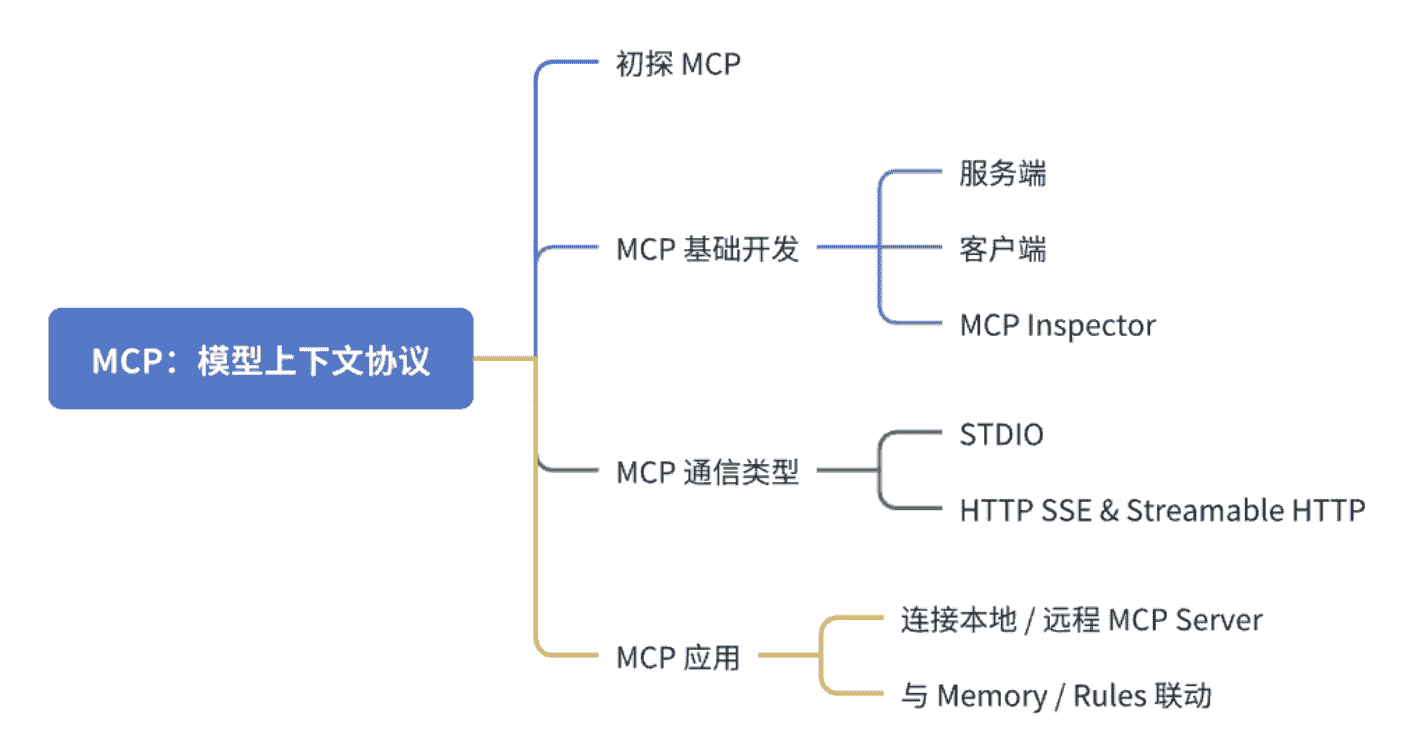 MCP：模型上下文协议
初探 MCP
MCP 基础开发
服务端
客户端
MCP Inspector
MCP 通信类型
STDIO
HTTP SSE & Streamable HTTP
MCP 应用
连接本地 / 远程 MCP Server
与 Memory / Rules 联动